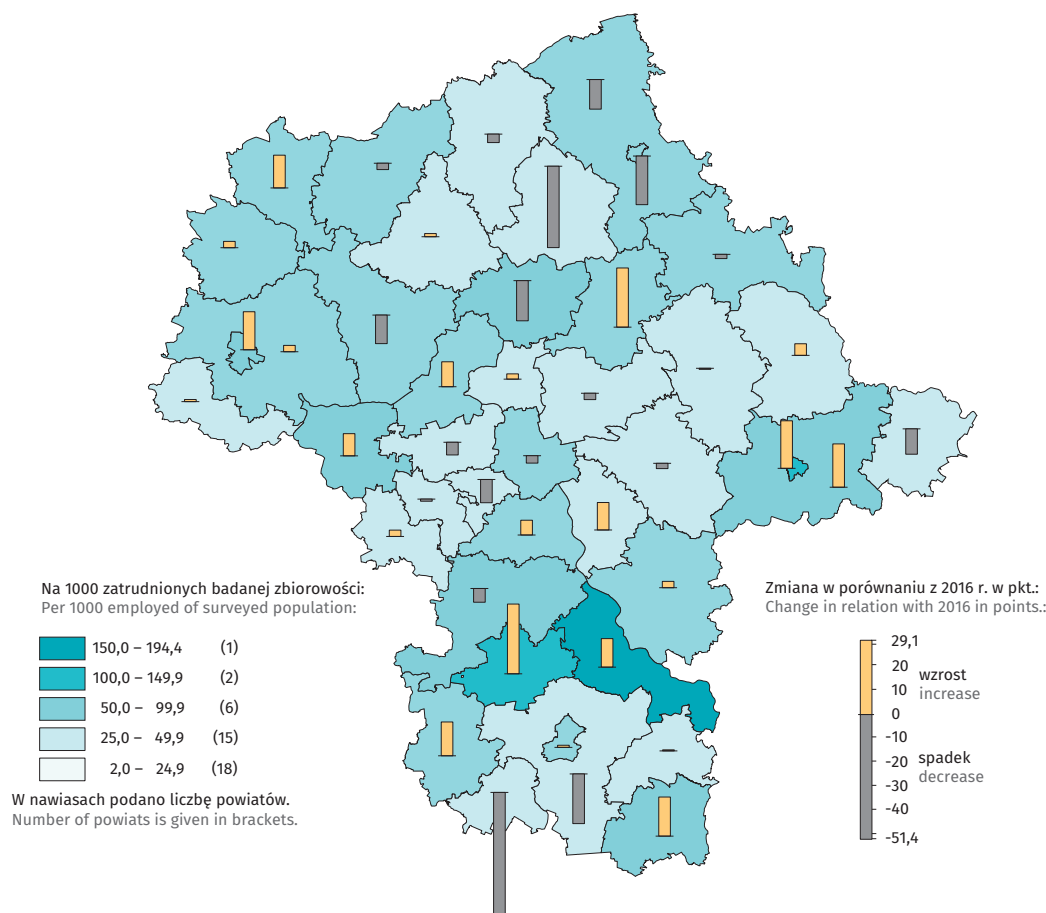 Na 1000 zatrudnionych badanej zbiorowości:
Per 1000 employed of surveyed population:
150,0 – 194,4 (1)
100,0 – 149,9 (2)
50,0 – 99,9 (6)
25,0 – 49,9 (15)
2,0 – 24,9 (18)
W nawiasach podano liczbę powiatów.
Number of powiats is given in brackets.
Zmiana w porównaniu z 2016 r. w pkt.:
Change in relation with 2016 in points.:
29,1
20
10
0
-10
-20
-30
-40
-51,4
wzrost
increase
spadek
decrease